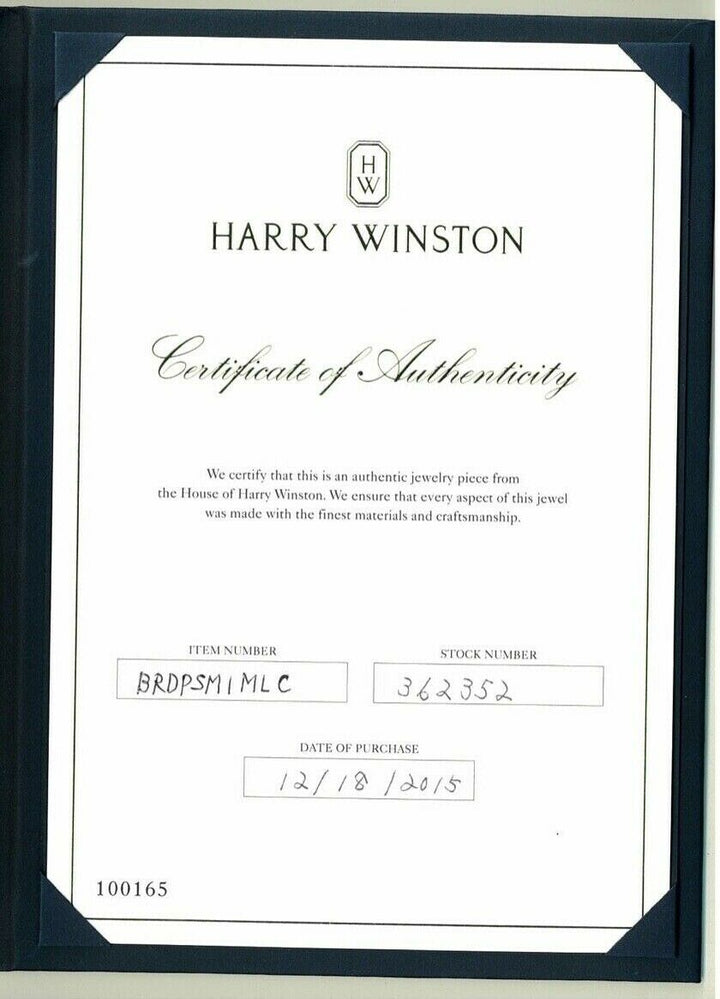 H
W
HARRY WINSTON
Certificate of Authenticity
We certify that this is an authentic jewelry piece from
the House of Harry Winston. We ensure that every aspect of this jewel
was made with the finest materials and craftsmanship.
ITEM NUMBER
BRDPSM1MLC
STOCK NUMBER
362352
DATE OF PURCHASE
12/18/2015
100165